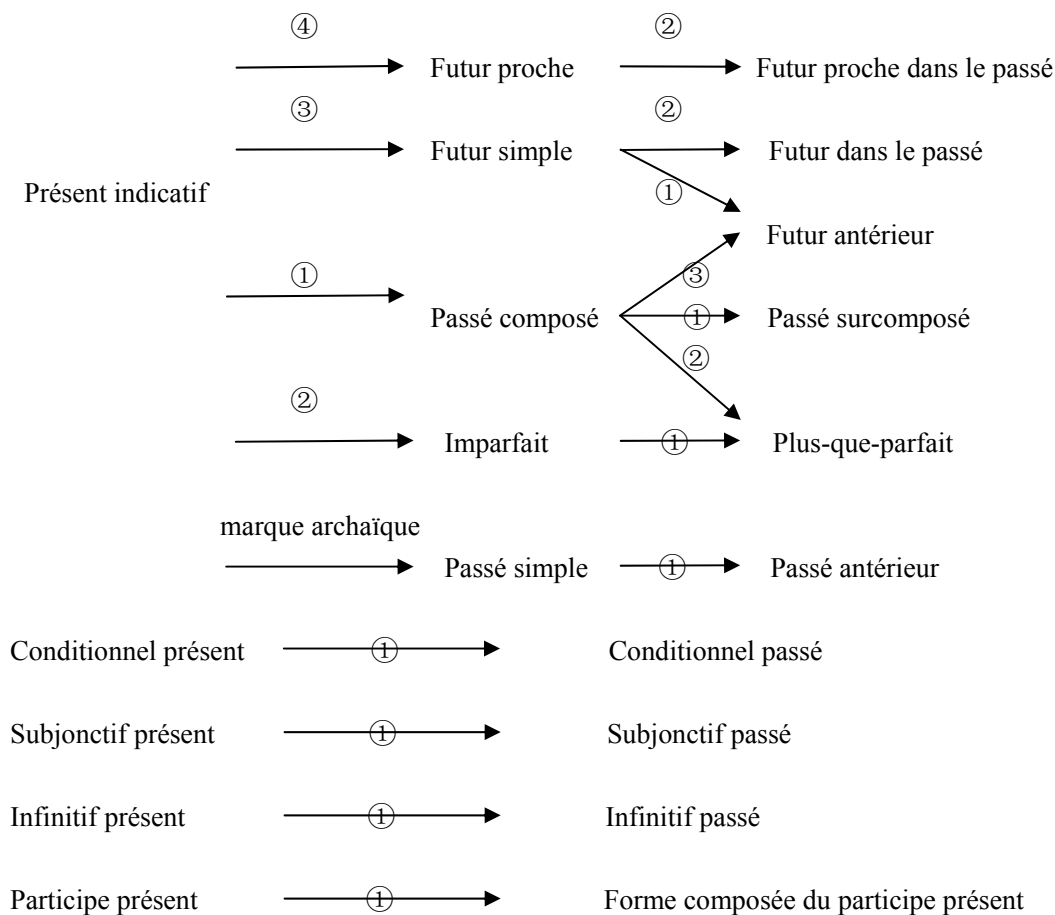 ④ ②
Futur proche Futur proche dans le passé
③ ②
Futur simple Futur dans le passé
Présent indicatif ①
Futur antérieur
① ③
Passé composé ① Passé surcomposé
②
②
Imparfait ① Plus-que-parfait
marque archaïque
Passé simple ① Passé antérieur
Conditionnel présent ① Conditionnel passé
Subjonctif présent ① Subjonctif passé
Infinitif présent ① Infinitif passé
Participe présent ① Forme composée du participe présent